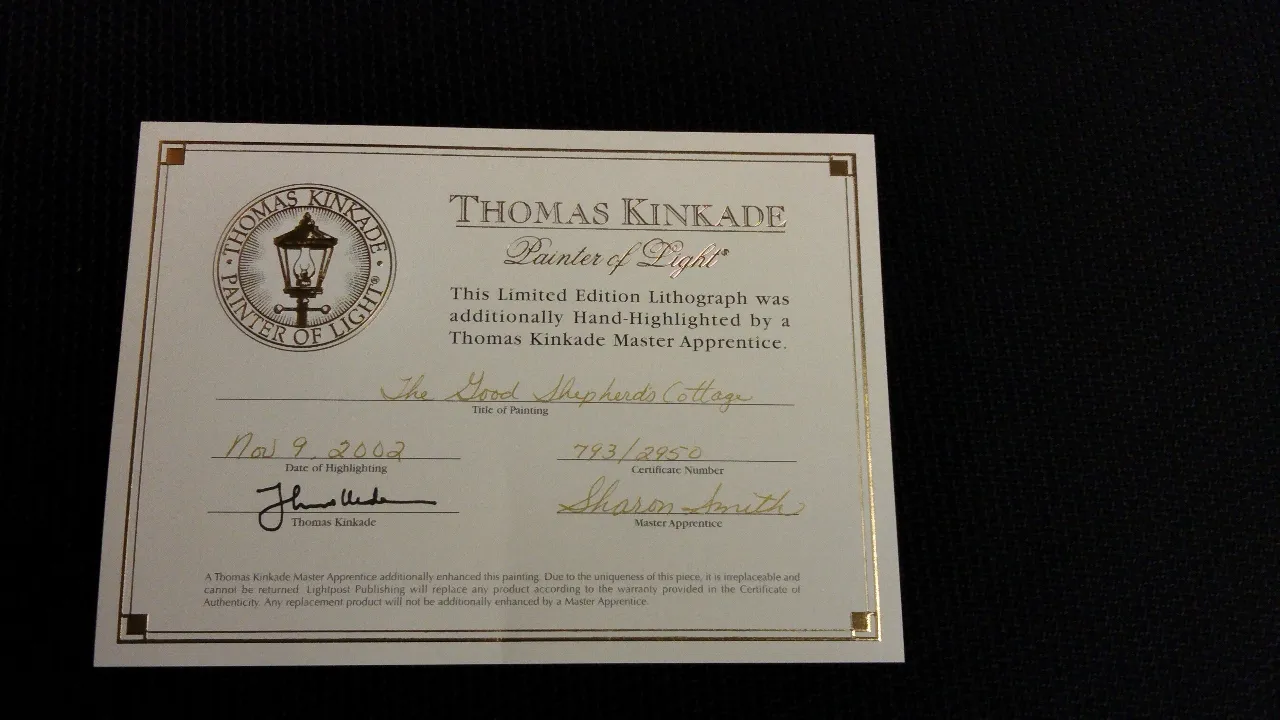 THOMAS KINKADE
PAINTER OF LIGHT®
THOMAS KINKADE
Painter of Light®
This Limited Edition Lithograph was
additionally Hand-Highlighted by a
Thomas Kinkade Master Apprentice.
The Good Shepherds Cottage
Title of Painting
Nov 9, 2002
Date of Highlighting
793/2950
Certificate Number
Thomas Kinkade
Sharon Smith
Master Apprentice
A Thomas Kinkade Master Apprentice additionally enhanced this painting. Due to the uniqueness of this piece, it is irreplaceable and
cannot be returned. Lightpost Publishing will replace any product according to the warranty provided in the Certificate of
Authenticity. Any replacement product will not be additionally enhanced by a Master Apprentice.